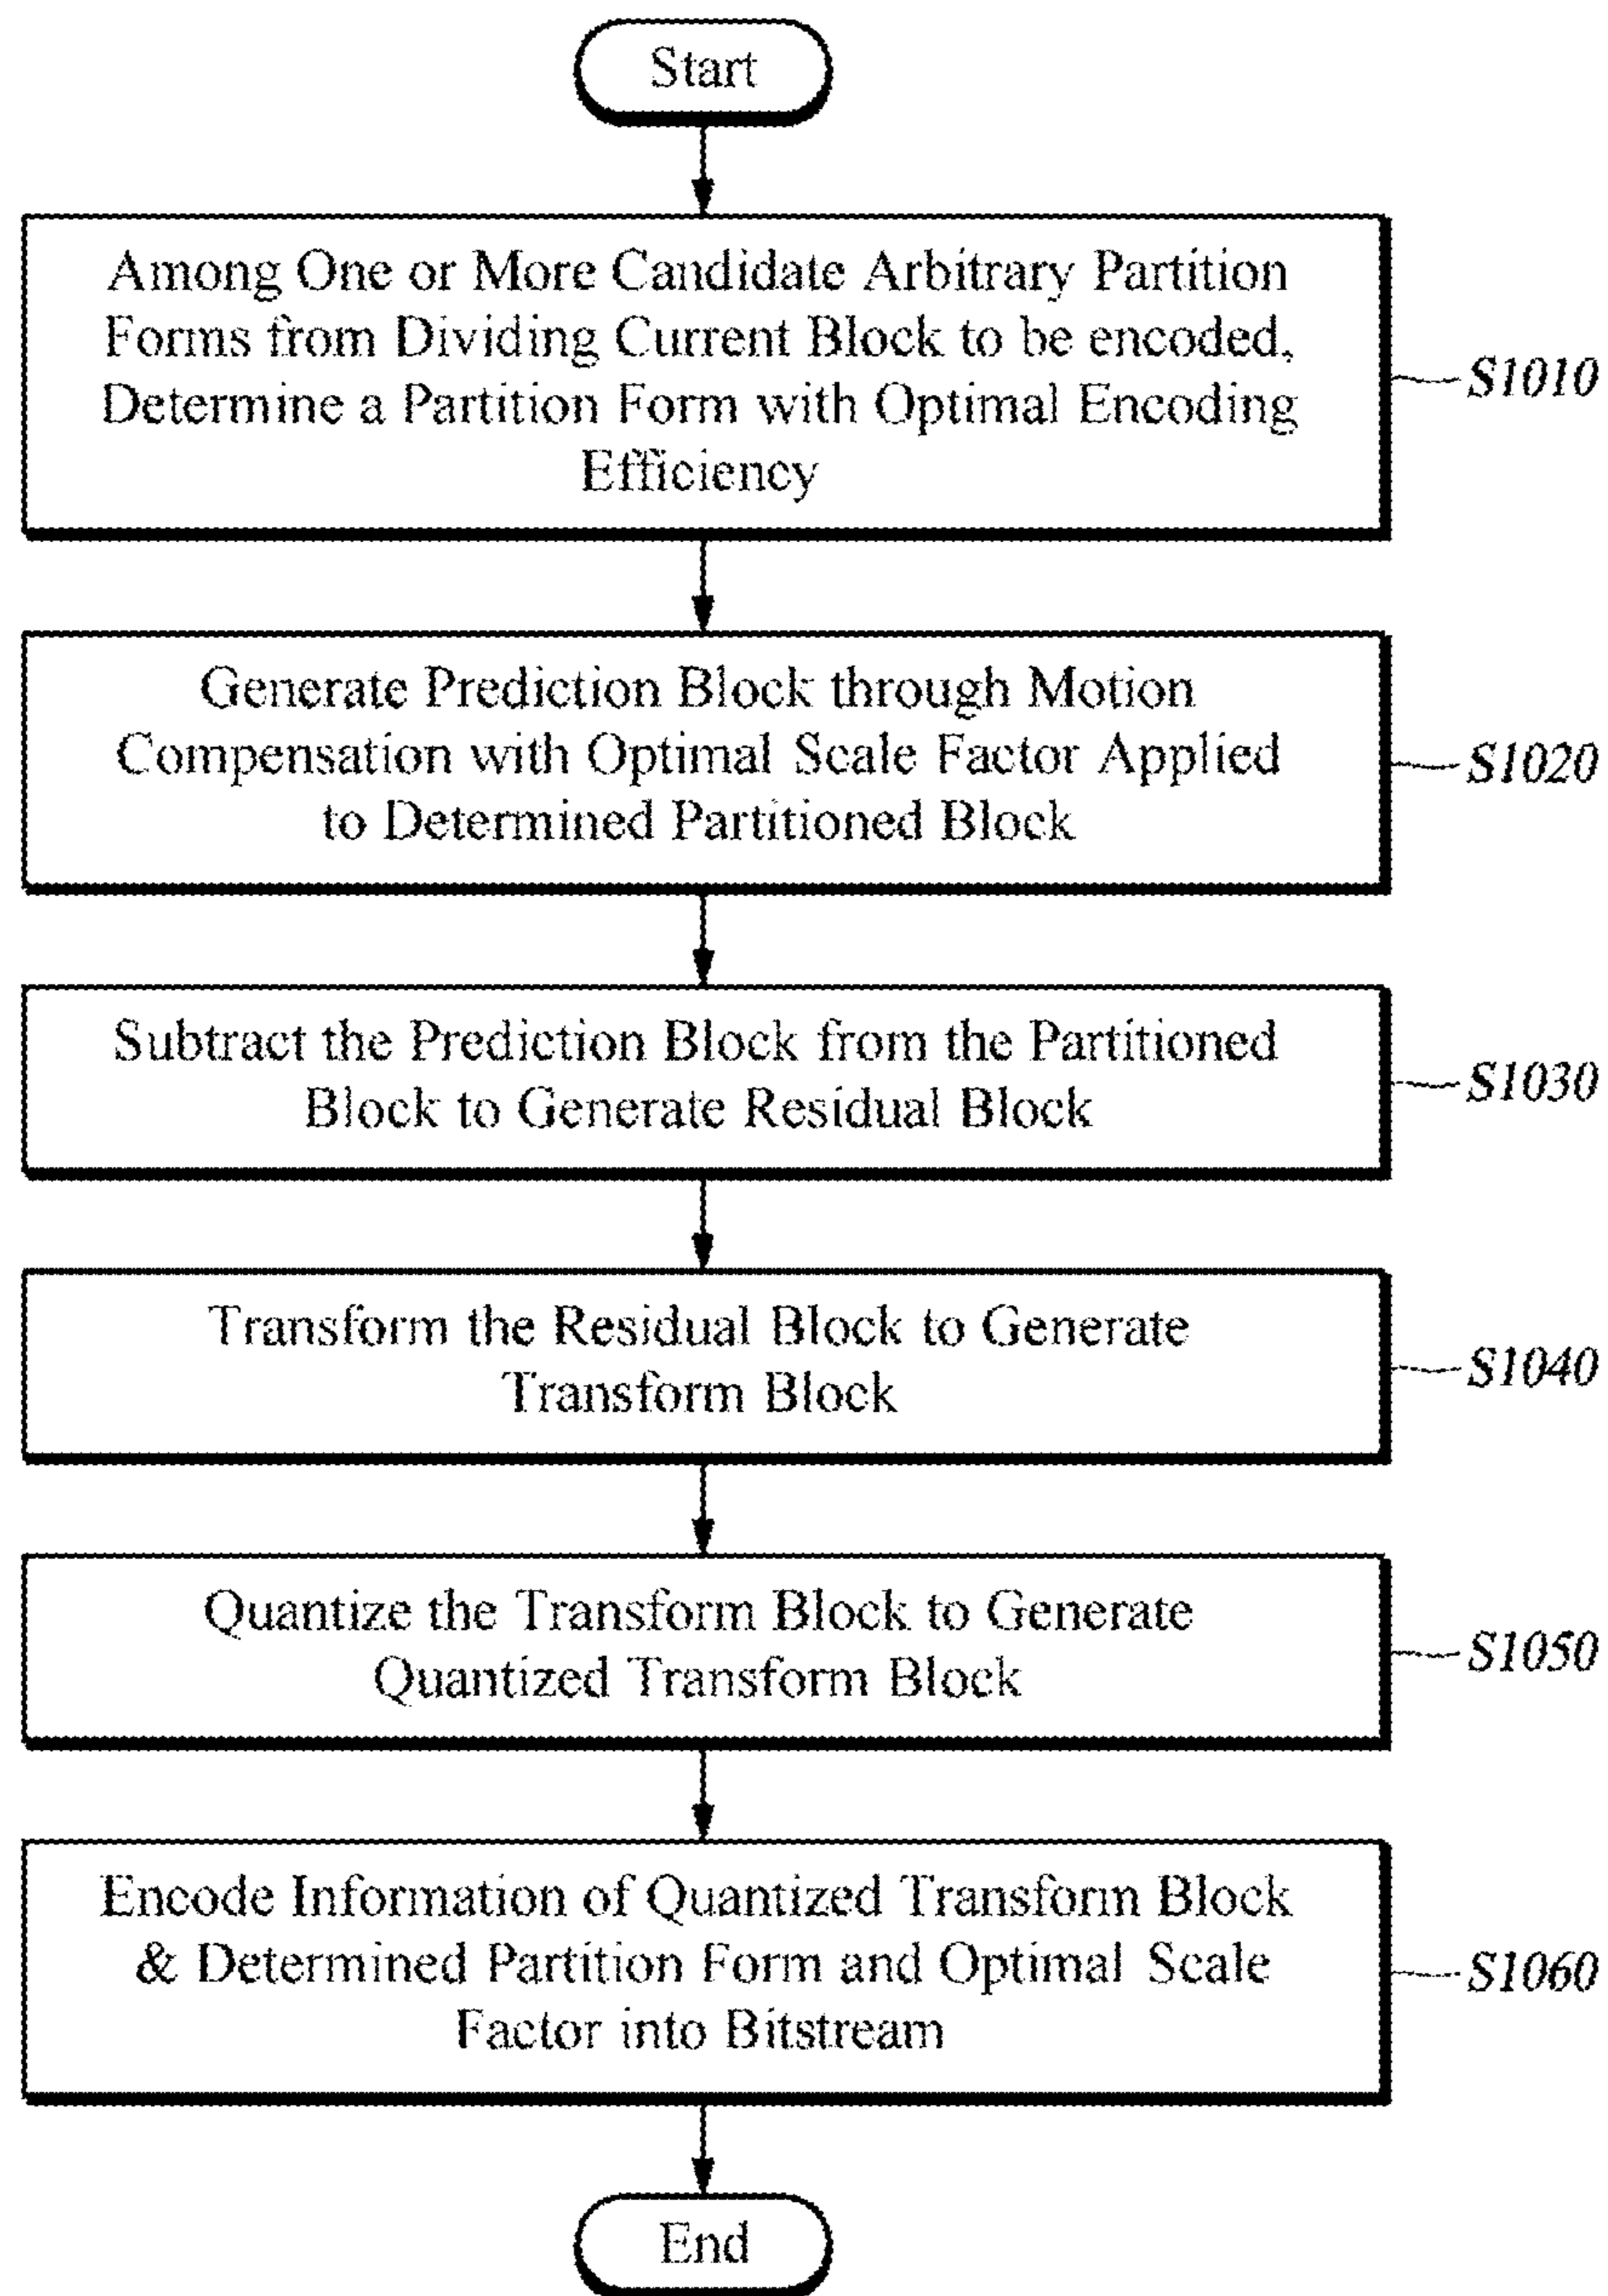 Start
Among One or More Candidate Arbitrary Partition
Forms from Dividing Current Block to be encoded,
Determine a Partition Form with Optimal Encoding
Efficiency
S1010
Generate Prediction Block through Motion
Compensation with Optimal Scale Factor Applied
to Determined Partitioned Block
S1020
Subtract the Prediction Block from the Partitioned
Block to Generate Residual Block
S1030
Transform the Residual Block to Generate
Transform Block
S1040
Quantize the Transform Block to Generate
Quantized Transform Block
S1050
Encode Information of Quantized Transform Block
& Determined Partition Form and Optimal Scale
Factor into Bitstream
S1060
End